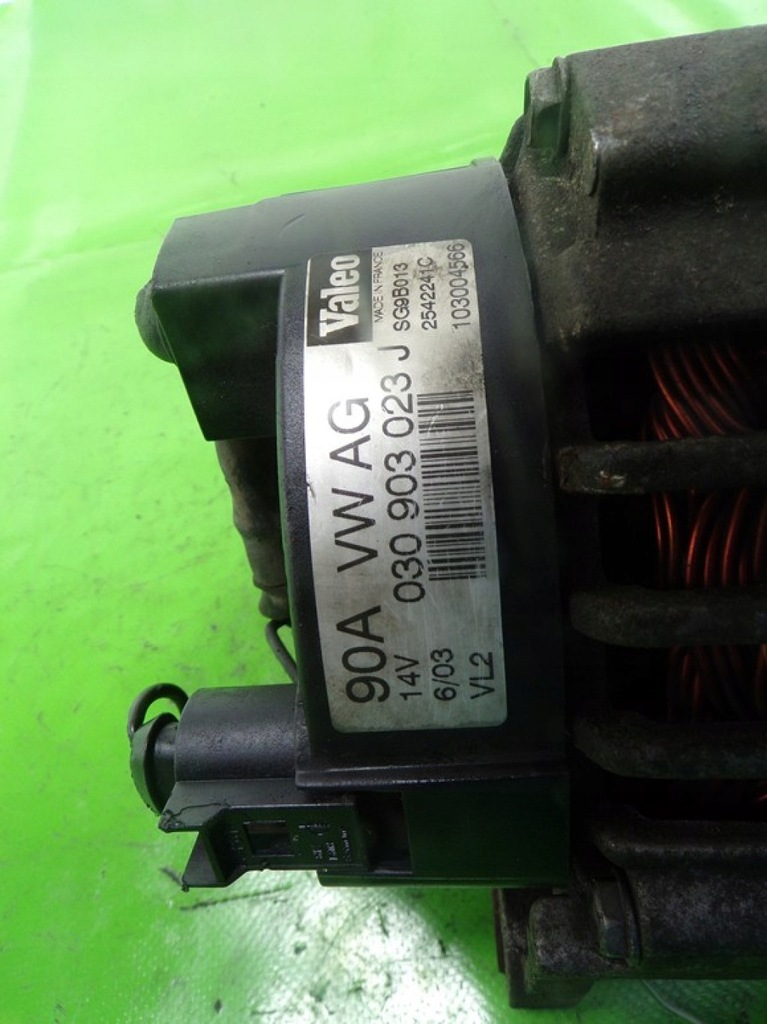 Valeo
MADE IN FRANCE
SG9B013
2542241C
103004566
90A VW AG
14V 030 903 023 J
6/03
VL2